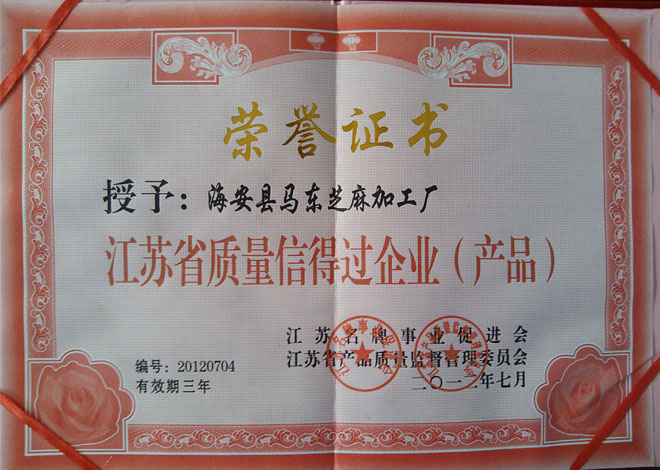 荣誉证书
授予：海安县马东芝麻加工厂
江苏省质量信得过企业（产品）
江苏名牌事业促进会
江苏省产品质量监督管理委员会
编号：20120704
二〇一二年七月
有效期三年